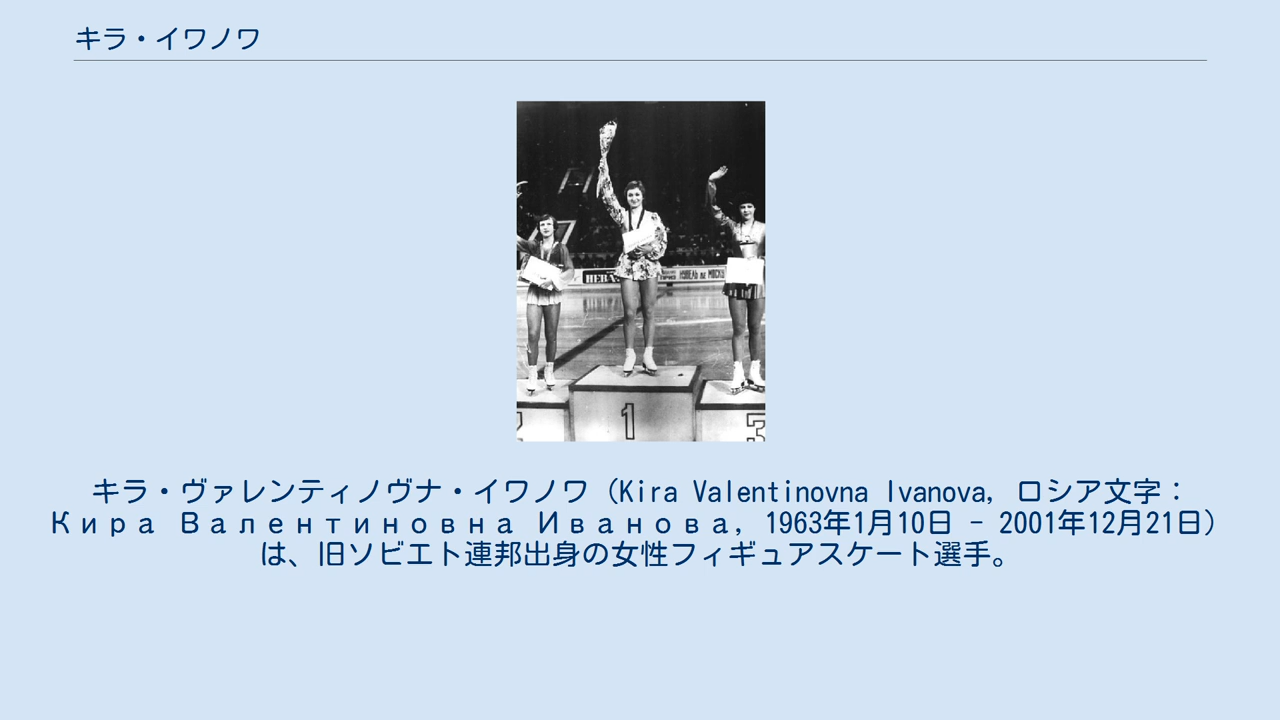 キラ・イワノワ
НЕВА
1
3
キラ・ヴァレンティノヴナ・イワノワ（Kira Valentinovna Ivanova, ロシア文字：
Кира Валентиновна Иванова, 1963年1月10日 - 2001年12月21日）
は、旧ソビエト連邦出身の女性フィギュアスケート選手。